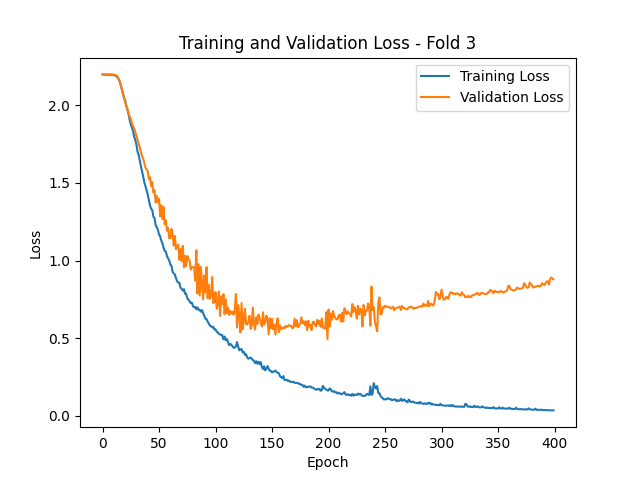 Training and Validation Loss - Fold 3
Training Loss
Validation Loss
2.0
1.5
1.0
0.5
0.0
Loss
0 50 100 150 200 250 300 350 400
Epoch